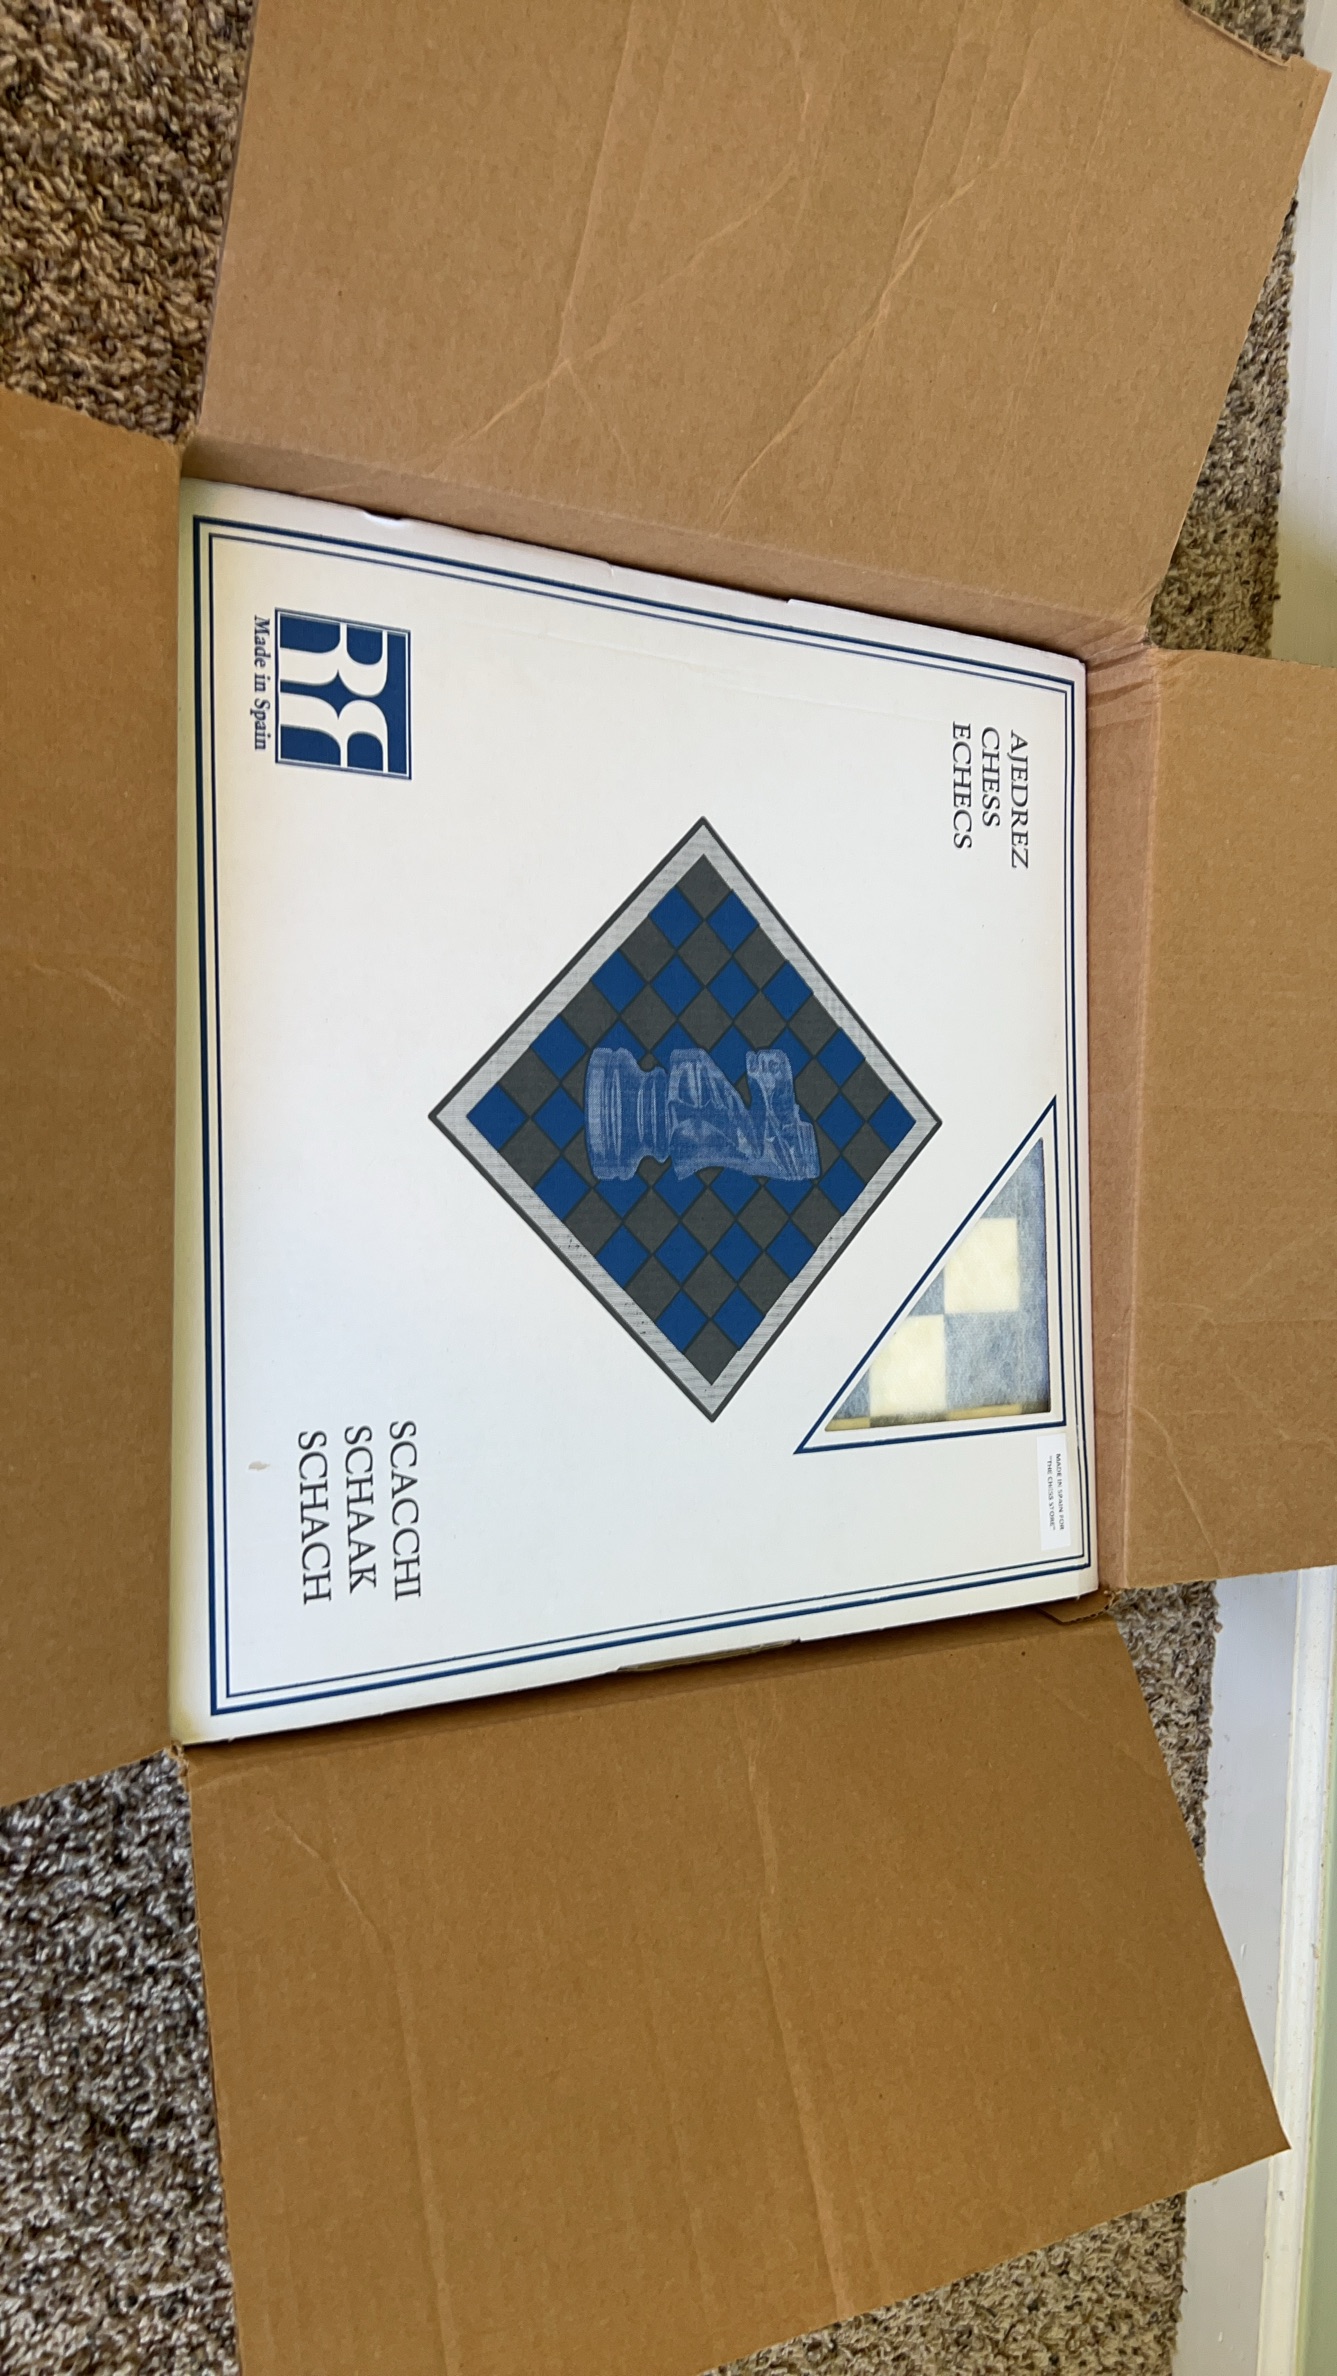 AJEDREZ
CHESS
ECHECS
MADE IN SPAIN FOR
"THE CHESS STORE"
Made in Spain
SCACCHI
SCHAAK
SCHACH